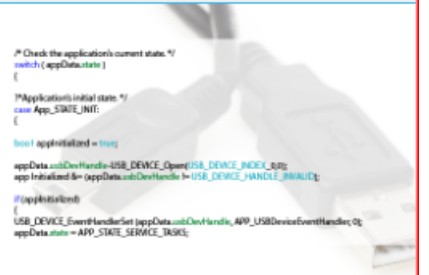 /* Check the application's current state. */
switch ( appData.state )
{
/*Application's initial state. */
case App_STATE_INIT:
{
bool appInitialized = true;
appData.usbDevHandle-USB_DEVICE_Open(USB_DEVICE_INDEX_0,0);
app Initialized &= (appData.usbDevHandle != USB_DEVICE_HANDLE_INVALID);
if(appInitialized)
{
USB_DEVICE_EventHandlerSet (appData.usbDevHandle, APP_USBDeviceEventHandler, 0);
appData.state = APP_STATE_SERVICE_TASKS;